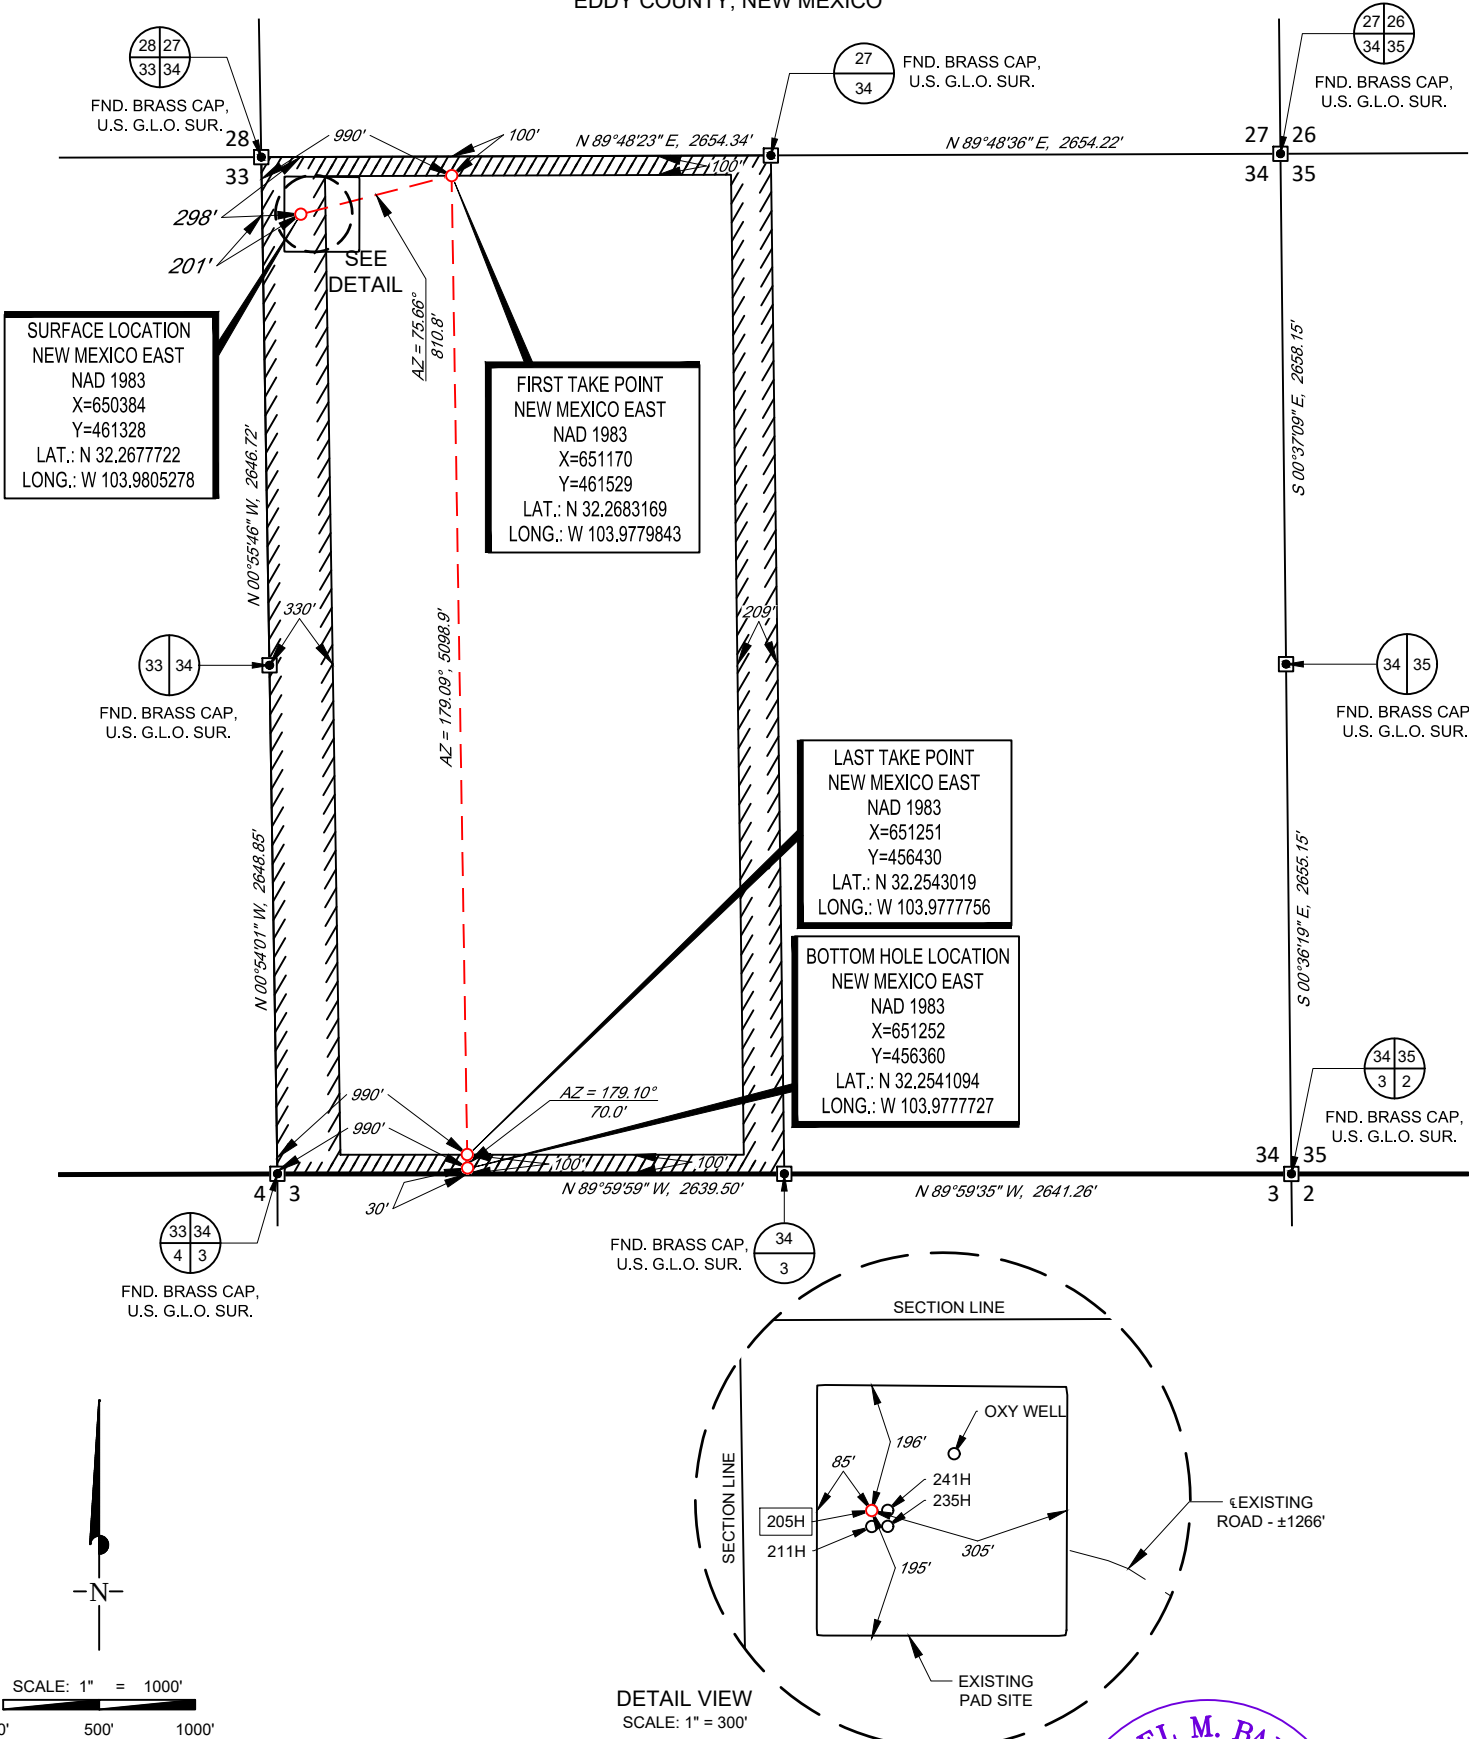 EDDY COUNTY, NEW MEXICO
28 27
33 34
FND. BRASS CAP,
U.S. G.L.O. SUR.
27
34
FND. BRASS CAP,
U.S. G.L.O. SUR.
27 26
34 35
FND. BRASS CAP,
U.S. G.L.O. SUR.
28
33
990'
100'
N 89°48'23" E, 2654.34'
N 89°48'36" E, 2654.22'
27 26
34 35
100'
298'
201'
SEE
DETAIL
AZ = 75.66°
810.8'
SURFACE LOCATION
NEW MEXICO EAST
NAD 1983
X=650384
Y=461328
LAT.: N 32.2677722
LONG.: W 103.9805278
FIRST TAKE POINT
NEW MEXICO EAST
NAD 1983
X=651170
Y=461529
LAT.: N 32.2683169
LONG.: W 103.9779843
N 00°55'46" W, 2646.72'
S 00°37'09" E, 2658.15'
330'
209'
AZ = 179.09°, 5098.9'
33 34
FND. BRASS CAP,
U.S. G.L.O. SUR.
34 35
FND. BRASS CAP
U.S. G.L.O. SUR.
LAST TAKE POINT
NEW MEXICO EAST
NAD 1983
X=651251
Y=456430
LAT.: N 32.2543019
LONG.: W 103.9777756
N 00°54'01" W, 2648.85'
S 00°36'19" E, 2655.15'
BOTTOM HOLE LOCATION
NEW MEXICO EAST
NAD 1983
X=651252
Y=456360
LAT.: N 32.2541094
LONG.: W 103.9777727
34 35
3 2
FND. BRASS CAP,
U.S. G.L.O. SUR.
990'
990'
AZ = 179.10°
70.0'
100'
100'
30'
4 3
N 89°59'59" W, 2639.50'
N 89°59'35" W, 2641.26'
34 35
3 2
33 34
4 3
FND. BRASS CAP,
U.S. G.L.O. SUR.
FND. BRASS CAP,
U.S. G.L.O. SUR.
34
3
SECTION LINE
SECTION LINE
OXY WELL
196'
85'
241H
235H
205H
211H
305'
195'
℄EXISTING
ROAD - ±1266'
EXISTING
PAD SITE
DETAIL VIEW
SCALE: 1" = 300'
-N-
SCALE: 1" = 1000'
0' 500' 1000'
EL M. BA